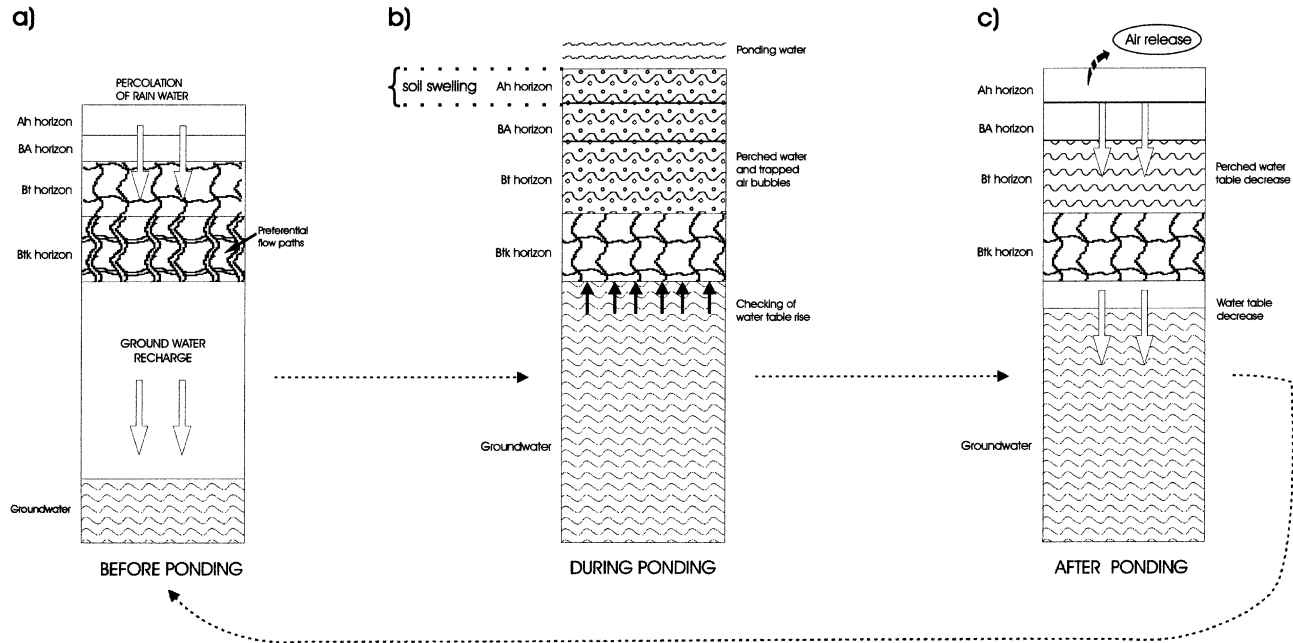 a)
PERCOLATION
OF RAIN WATER
Ah horizon
BA horizon
Bt horizon
Btk horizon
Preferential
flow paths
GROUND WATER
RECHARGE
Groundwater
BEFORE PONDING
b)
Ponding water
soil swelling
Ah horizon
BA horizon
Bt horizon
Perched water
and trapped
air bubbles
Btk horizon
Checking of
water table rise
Groundwater
DURING PONDING
c)
Air release
Ah horizon
BA horizon
Bt horizon
Perched water
table decrease
Btk horizon
Water table
decrease
Groundwater
AFTER PONDING